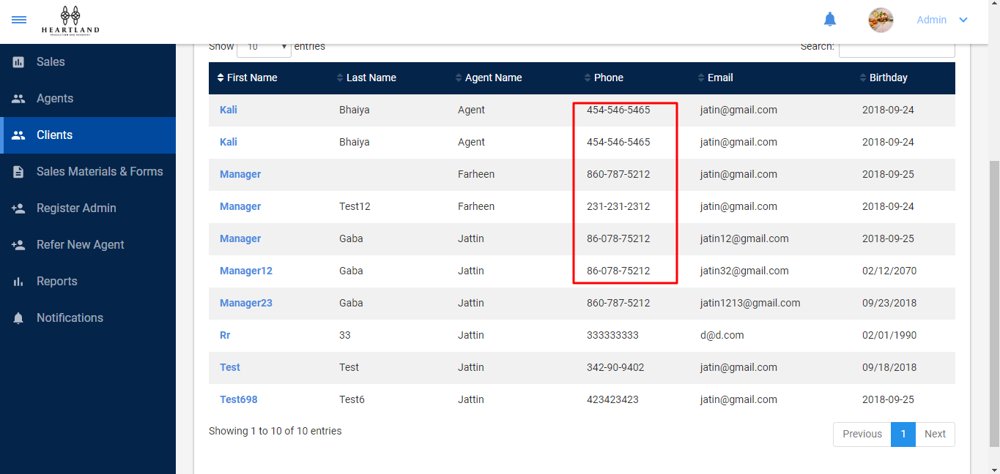 HEARTLAND
PRODUCTION AND RECOVERY
Admin
Show 10 entries
Search:
Sales
Agents
Clients
Sales Materials & Forms
Register Admin
Refer New Agent
Reports
Notifications
First Name Last Name Agent Name Phone Email Birthday
Kali Bhaiya Agent 454-546-5465 jatin@gmail.com 2018-09-24
Kali Bhaiya Agent 454-546-5465 jatin@gmail.com 2018-09-24
Manager Farheen 860-787-5212 jatin@gmail.com 2018-09-25
Manager Test12 Farheen 231-231-2312 jatin@gmail.com 2018-09-24
Manager Gaba Jattin 86-078-75212 jatin12@gmail.com 2018-09-25
Manager12 Gaba Jattin 86-078-75212 jatin32@gmail.com 02/12/2070
Manager23 Gaba Jattin 860-787-5212 jatin1213@gmail.com 09/23/2018
Rr 33 Jattin 333333333 d@d.com 02/01/1990
Test Test Jattin 342-90-9402 jatin@gmail.com 09/18/2018
Test698 Test6 Jattin 423423423 jatin@gmail.com 2018-09-25
Showing 1 to 10 of 10 entries
Previous 1 Next